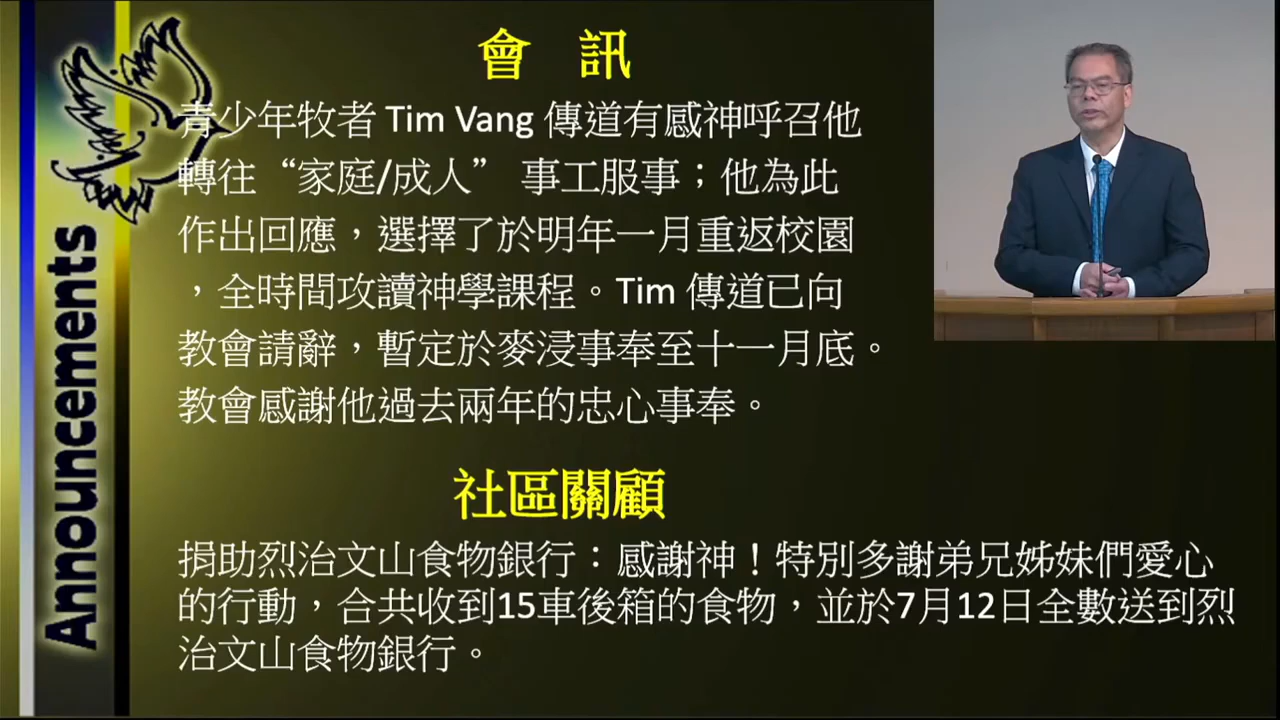 Announcements
會 訊
青少年牧者 Tim Vang 傳道有感神呼召他
轉往“家庭/成人” 事工服事；他為此
作出回應，選擇了於明年一月重返校園
，全時間攻讀神學課程。Tim 傳道已向
教會請辭，暫定於麥浸事奉至十一月底。
教會感謝他過去兩年的忠心事奉。
社區關顧
捐助烈治文山食物銀行：感謝神！特別多謝弟兄姊妹們愛心
的行動，合共收到15車後箱的食物，並於7月12日全數送到烈
治文山食物銀行。